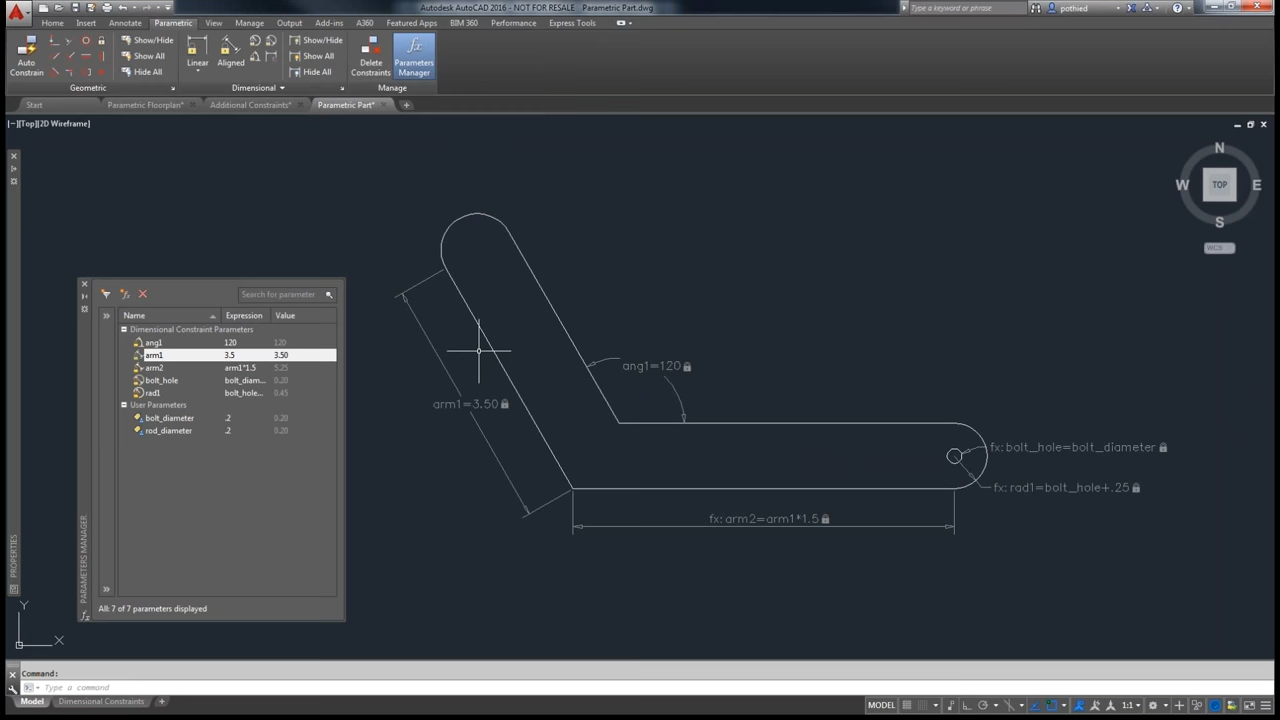 Autodesk AutoCAD 2016 - NOT FOR RESALE   Parametric Part.dwg
Type a keyword or phrase
pothied
Home Insert Annotate Parametric View Manage Output Add-ins A360 Featured Apps BIM 360 Performance Express Tools
Auto
Constrain
Show/Hide
Show All
Hide All
Geometric
Linear
Aligned
Show/Hide
Show All
Hide All
Dimensional
Delete
Constraints
fx
Parameters
Manager
Manage
Start
Parametric Floorplan*
Additional Constraints*
Parametric Part*
[−][Top][2D Wireframe]
N
W TOP E
S
WCS
Search for parameter
Name Expression Value
Dimensional Constraint Parameters
ang1 120 120
arm1 3.5 3.50
arm2 arm1*1.5 5.25
bolt_hole bolt_diam... 0.20
rad1 bolt_hole... 0.45
User Parameters
bolt_diameter .2 0.20
rod_diameter .2 0.20
All: 7 of 7 parameters displayed
PARAMETERS MANAGER
PROPERTIES
ang1=120
arm1=3.50
fx: bolt_hole=bolt_diameter
fx: rad1=bolt_hole+.25
fx: arm2=arm1*1.5
Y
X
Command:
Type a command
Model Dimensional Constraints
MODEL
1:1